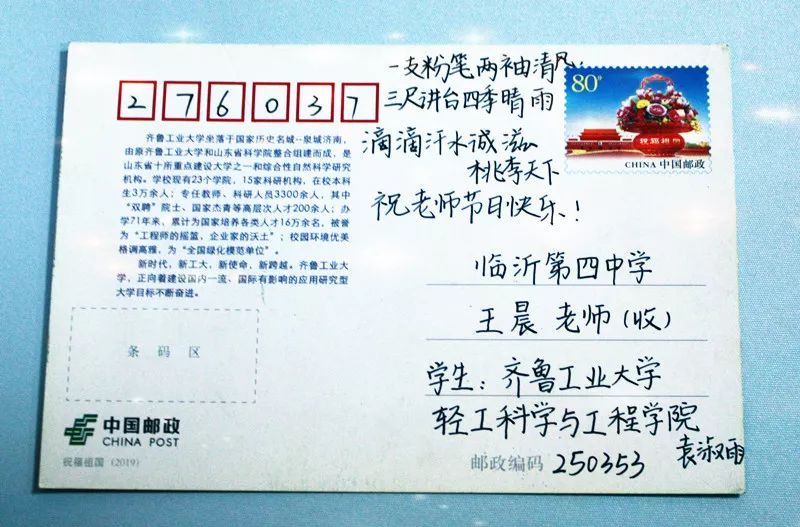 276037
一支粉笔两袖清风.
三尺讲台四季晴雨
滴滴汗水诚滋
桃李天下
祝老师节日快乐!
80分
祝福祖国
CHINA 中国邮政
齐鲁工业大学坐落于国家历史名城--泉城济南,
由原齐鲁工业大学和山东省科学院整合组建而成,是
山东省十所重点建设大学之一和综合性自然科学研究
机构。学校现有23个学院,15家科研机构,在校本科
生3万余人;专任教师、科研人员3300余人,其中
“双聘”院士、国家杰青等高层次人才200余人;办
学71年来,累计为国家培养各类人才16万余名,被誉
为“工程师的摇篮,企业家的沃土”;校园环境优美
格调高雅,为“全国绿化模范单位”。
新时代,新工大,新使命,新跨越。齐鲁工业大
学,正向着建设国内一流、国际有影响的应用研究型
大学目标不断奋进。
临沂第四中学
王晨 老师(收)
学生:齐鲁工业大学
轻工科学与工程学院
袁淑雨
条码区
中国邮政
CHINA POST
祝福祖国(2019)
邮政编码 250353